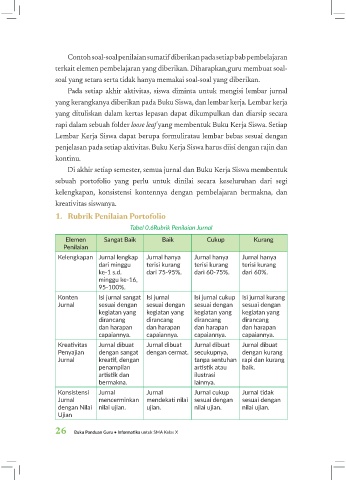 Contoh soal-soal penilaian sumatif diberikan pada setiap bab pembelajaran
terkait elemen pembelajaran yang diberikan. Diharapkan,guru membuat soal-
soal yang setara serta tidak hanya memakai soal-soal yang diberikan.
Pada setiap akhir aktivitas, siswa diminta untuk mengisi lembar jurnal
yang kerangkanya diberikan pada Buku Siswa, dan lembar kerja. Lembar kerja
yang dituliskan dalam kertas lepasan dapat dikumpulkan dan diarsip secara
rapi dalam sebuah folder loose leaf yang membentuk Buku Kerja Siswa. Setiap
Lembar Kerja Siswa dapat berupa formuliratau lembar bebas sesuai dengan
penjelasan pada setiap aktivitas. Buku Kerja Siswa harus diisi dengan rajin dan
kontinu.
Di akhir setiap semester, semua jurnal dan Buku Kerja Siswa membentuk
sebuah portofolio yang perlu untuk dinilai secara keseluruhan dari segi
kelengkapan, konsistensi kontennya dengan pembelajaran bermakna, dan
kreativitas siswanya.
1. Rubrik Penilaian Portofolio
Tabel 0.6Rubrik Penilaian Jurnal
Elemen Sangat Baik Baik Cukup Kurang
Penilaian
Kelengkapan Jurnal lengkap Jurnal hanya Jurnal hanya Jurnal hanya
dari minggu terisi kurang terisi kurang terisi kurang
ke-1 s.d. dari 75-95%. dari 60-75%. dari 60%.
minggu ke-16,
95-100%.
Konten Isi jurnal sangat Isi jurnal Isi jurnal cukup Isi jurnal kurang
Jurnal sesuai dengan sesuai dengan sesuai dengan sesuai dengan
kegiatan yang kegiatan yang kegiatan yang kegiatan yang
dirancang dirancang dirancang dirancang
dan harapan dan harapan dan harapan dan harapan
capaiannya. capaiannya. capaiannya. capaiannya.
Kreativitas Jurnal dibuat Jurnal dibuat Jurnal dibuat Jurnal dibuat
Penyajian dengan sangat dengan cermat. secukupnya, dengan kurang
Jurnal kreatif, dengan tanpa sentuhan rapi dan kurang
penampilan artistik atau baik.
artistik dan ilustrasi
bermakna. lainnya.
Konsistensi Jurnal Jurnal Jurnal cukup Jurnal tidak
Jurnal mencerminkan mendekati nilai sesuai dengan sesuai dengan
dengan Nilai nilai ujian. ujian. nilai ujian. nilai ujian.
Ujian
26 Buku Panduan Guru • Informatika untuk SMA Kelas X